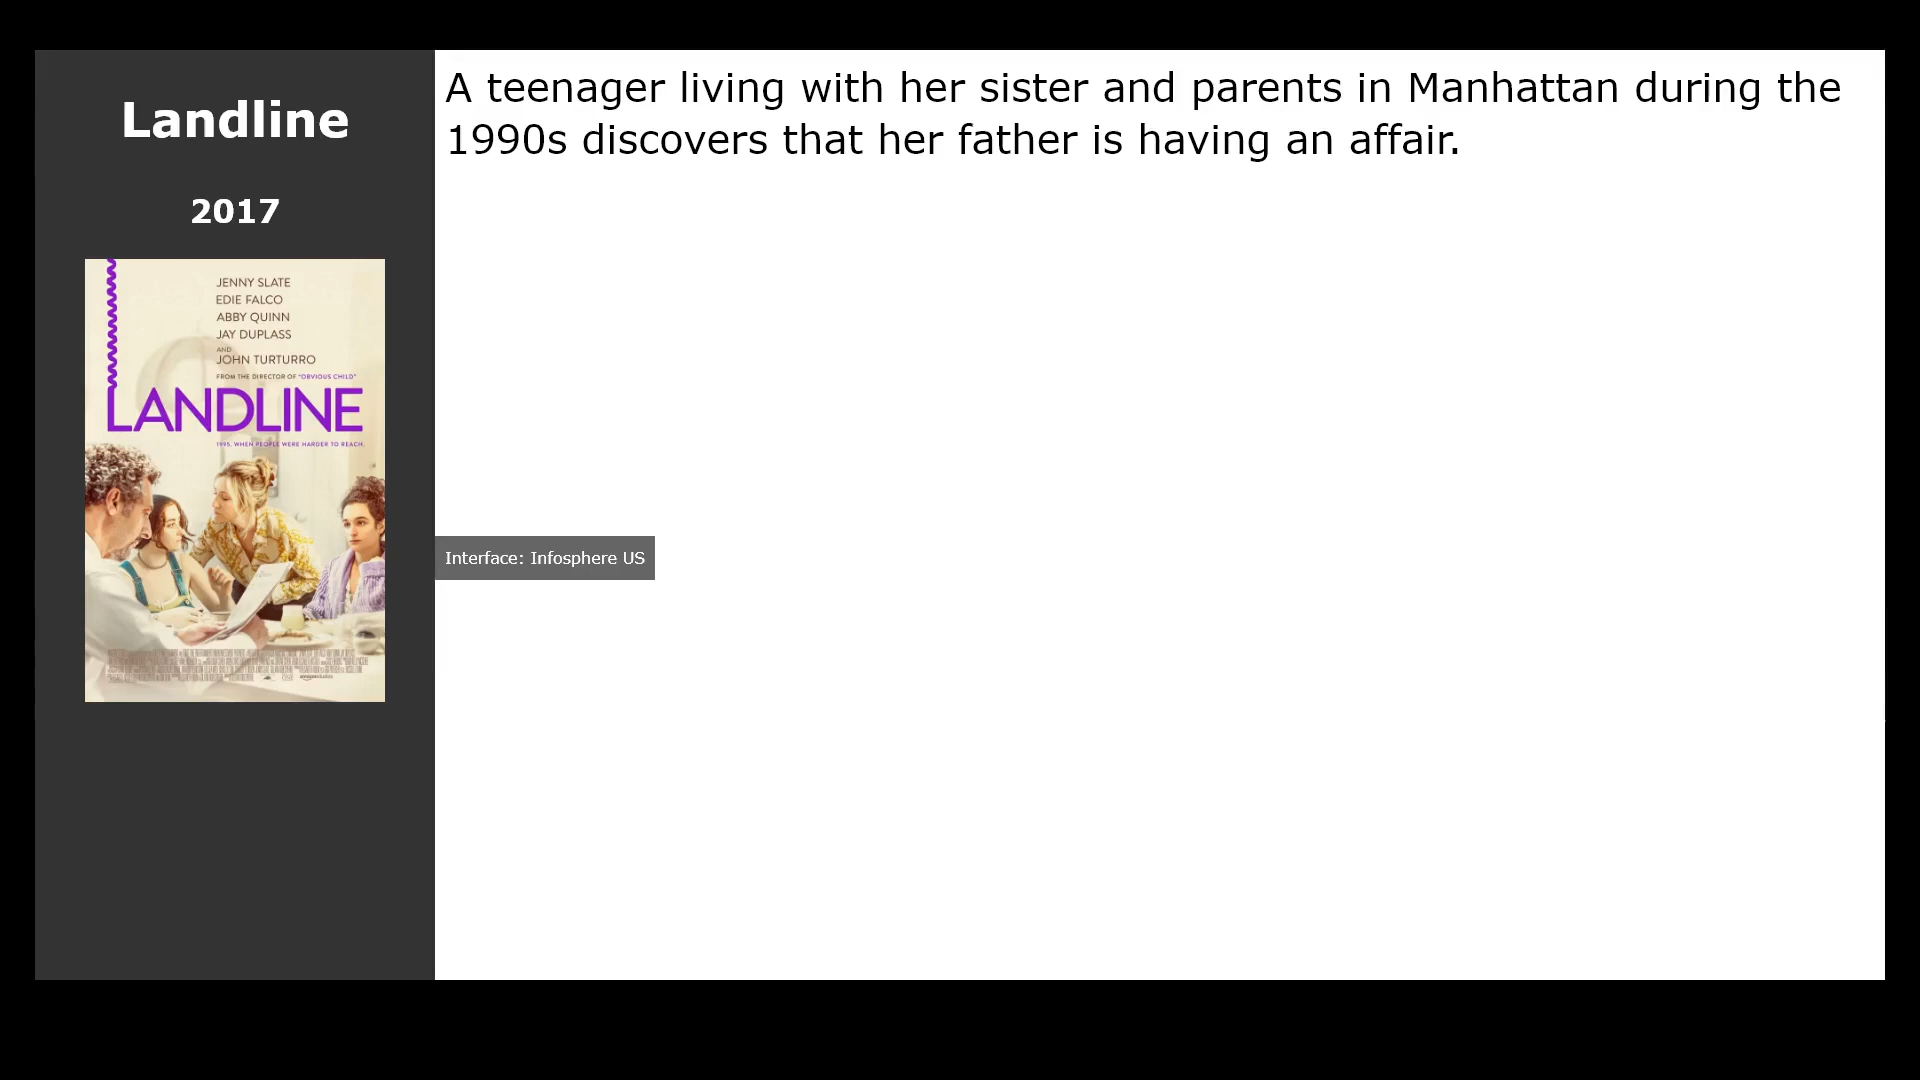 Landline
2017
JENNY SLATE
EDIE FALCO
ABBY QUINN
JAY DUPLASS
AND
JOHN TURTURRO
FROM THE DIRECTOR OF "OBVIOUS CHILD"
LANDLINE
1995. WHEN PEOPLE WERE HARDER TO REACH.
A teenager living with her sister and parents in Manhattan during the
1990s discovers that her father is having an affair.
Interface: Infosphere US